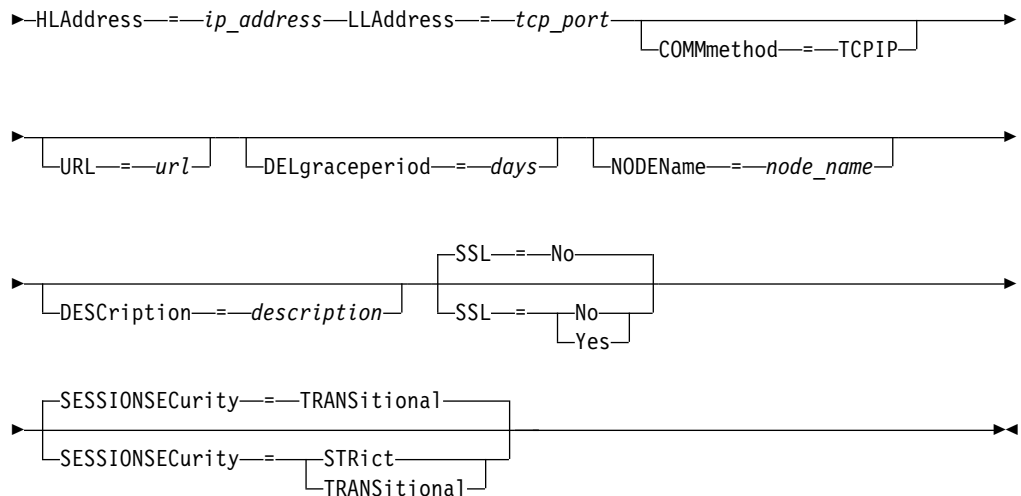 HLAddress = ip_address LLAddress = tcp_port
COMMmethod = TCPIP
URL = url DELgraceperiod = days NODEName = node_name
SSL = No
DESCription = description SSL = No
Yes
SESSIONSECurity = TRANSitional
SESSIONSECurity = STRict
TRANSitional